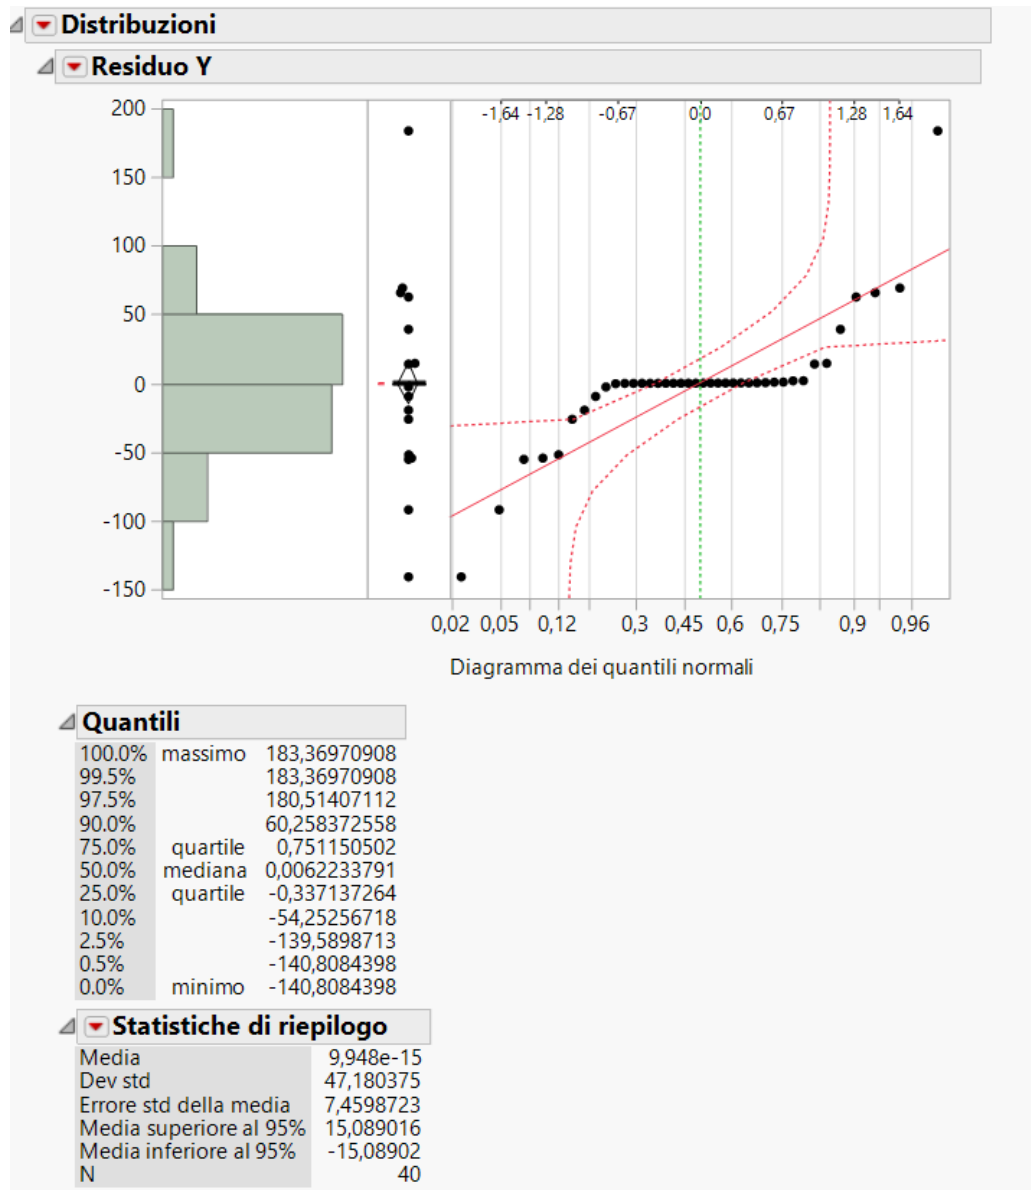 Distribuzioni
Residuo Y
200
150
100
50
0
-50
-100
-150
-1,64 -1,28 -0,67 0,0 0,67 1,28 1,64
0,02 0,05 0,12 0,3 0,45 0,6 0,75 0,9 0,96
Diagramma dei quantili normali
Quantili
100.0% massimo 183,36970908
99.5% 183,36970908
97.5% 180,51407112
90.0% 60,258372558
75.0% quartile 0,751150502
50.0% mediana 0,0062233791
25.0% quartile -0,337137264
10.0% -54,25256718
2.5% -139,5898713
0.5% -140,8084398
0.0% minimo -140,8084398
Statistiche di riepilogo
Media 9,948e-15
Dev std 47,180375
Errore std della media 7,4598723
Media superiore al 95% 15,089016
Media inferiore al 95% -15,08902
N 40